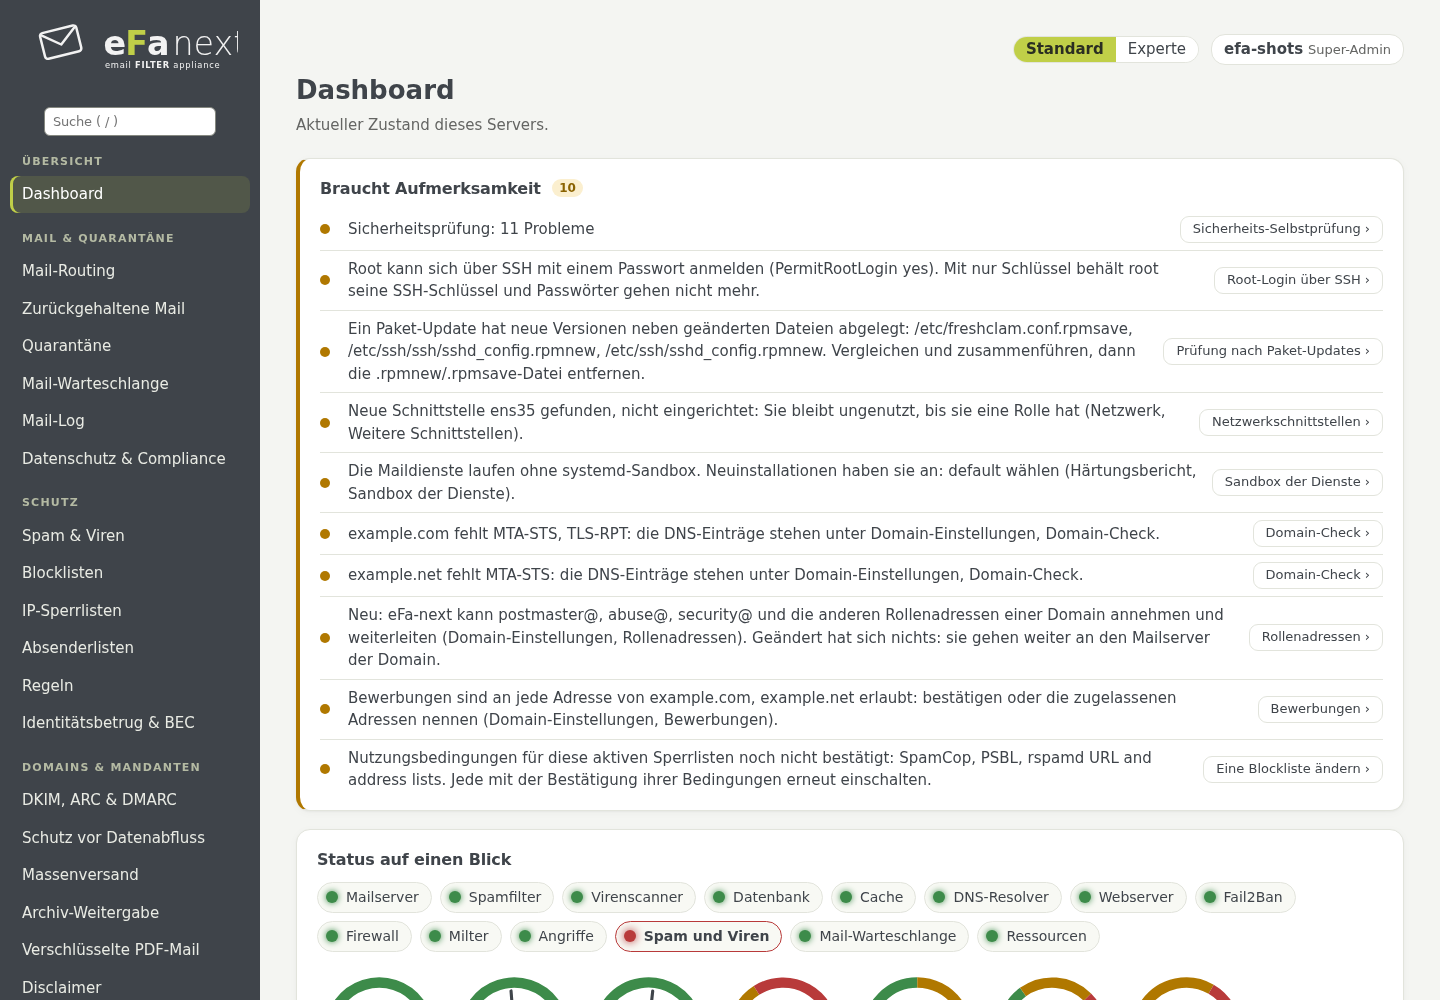 eFa next
email FILTER appliance
Suche ( / )
ÜBERSICHT
Dashboard
MAIL & QUARANTÄNE
Mail-Routing
Zurückgehaltene Mail
Quarantäne
Mail-Warteschlange
Mail-Log
Datenschutz & Compliance
SCHUTZ
Spam & Viren
Blocklisten
IP-Sperrlisten
Absenderlisten
Regeln
Identitätsbetrug & BEC
DOMAINS & MANDANTEN
DKIM, ARC & DMARC
Schutz vor Datenabfluss
Massenversand
Archiv-Weitergabe
Verschlüsselte PDF-Mail
Disclaimer
Standard Experte efa-shots Super-Admin
Dashboard
Aktueller Zustand dieses Servers.
Braucht Aufmerksamkeit 10
Sicherheitsprüfung: 11 Probleme
Sicherheits-Selbstprüfung ›
Root kann sich über SSH mit einem Passwort anmelden (PermitRootLogin yes). Mit nur Schlüssel behält root
seine SSH-Schlüssel und Passwörter gehen nicht mehr.
Root-Login über SSH ›
Ein Paket-Update hat neue Versionen neben geänderten Dateien abgelegt: /etc/freshclam.conf.rpmsave,
/etc/ssh/ssh/sshd_config.rpmnew, /etc/ssh/sshd_config.rpmnew. Vergleichen und zusammenführen, dann
die .rpmnew/.rpmsave-Datei entfernen.
Prüfung nach Paket-Updates ›
Neue Schnittstelle ens35 gefunden, nicht eingerichtet: Sie bleibt ungenutzt, bis sie eine Rolle hat (Netzwerk,
Weitere Schnittstellen).
Netzwerkschnittstellen ›
Die Maildienste laufen ohne systemd-Sandbox. Neuinstallationen haben sie an: default wählen (Härtungsbericht,
Sandbox der Dienste).
Sandbox der Dienste ›
example.com fehlt MTA-STS, TLS-RPT: die DNS-Einträge stehen unter Domain-Einstellungen, Domain-Check.
Domain-Check ›
example.net fehlt MTA-STS: die DNS-Einträge stehen unter Domain-Einstellungen, Domain-Check.
Domain-Check ›
Neu: eFa-next kann postmaster@, abuse@, security@ und die anderen Rollenadressen einer Domain annehmen und
weiterleiten (Domain-Einstellungen, Rollenadressen). Geändert hat sich nichts: sie gehen weiter an den Mailserver
der Domain.
Rollenadressen ›
Bewerbungen sind an jede Adresse von example.com, example.net erlaubt: bestätigen oder die zugelassenen
Adressen nennen (Domain-Einstellungen, Bewerbungen).
Bewerbungen ›
Nutzungsbedingungen für diese aktiven Sperrlisten noch nicht bestätigt: SpamCop, PSBL, rspamd URL and
address lists. Jede mit der Bestätigung ihrer Bedingungen erneut einschalten.
Eine Blockliste ändern ›
Status auf einen Blick
Mailserver Spamfilter Virenscanner Datenbank Cache DNS-Resolver Webserver Fail2Ban
Firewall Milter Angriffe Spam und Viren Mail-Warteschlange Ressourcen